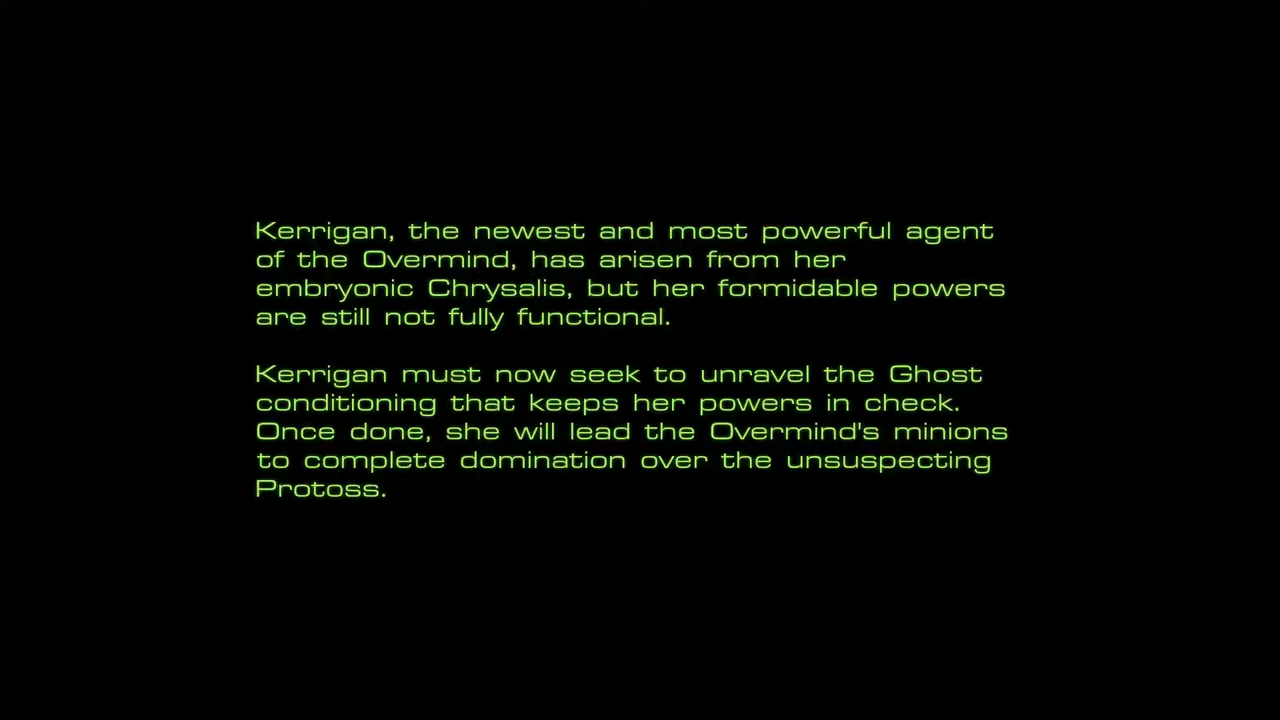 Kerrigan, the newest and most powerful agent
of the Overmind, has arisen from her
embryonic Chrysalis, but her formidable powers
are still not fully functional.
Kerrigan must now seek to unravel the Ghost
conditioning that keeps her powers in check.
Once done, she will lead the Overmind's minions
to complete domination over the unsuspecting
Protoss.